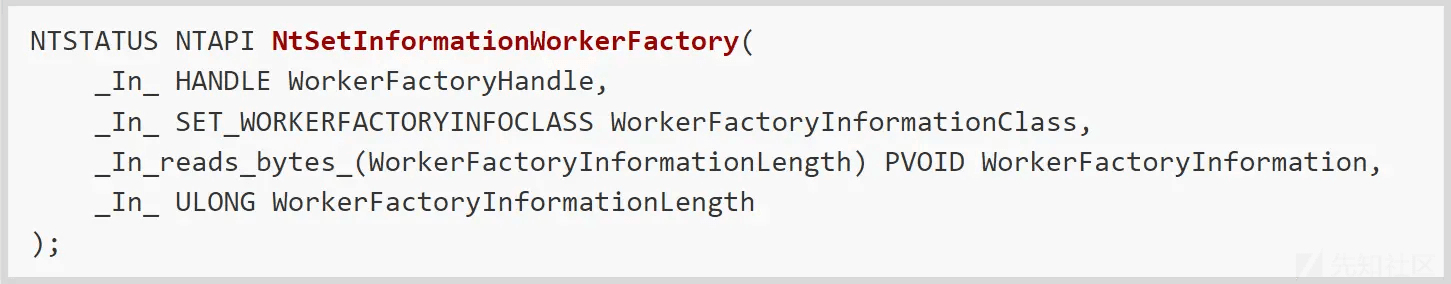 NTSTATUS NTAPI NtSetInformationWorkerFactory(
    _In_ HANDLE WorkerFactoryHandle,
    _In_ SET_WORKERFACTORYINFOCLASS WorkerFactoryInformationClass,
    _In_reads_bytes_(WorkerFactoryInformationLength) PVOID WorkerFactoryInformation,
    _In_ ULONG WorkerFactoryInformationLength
);
先知社区